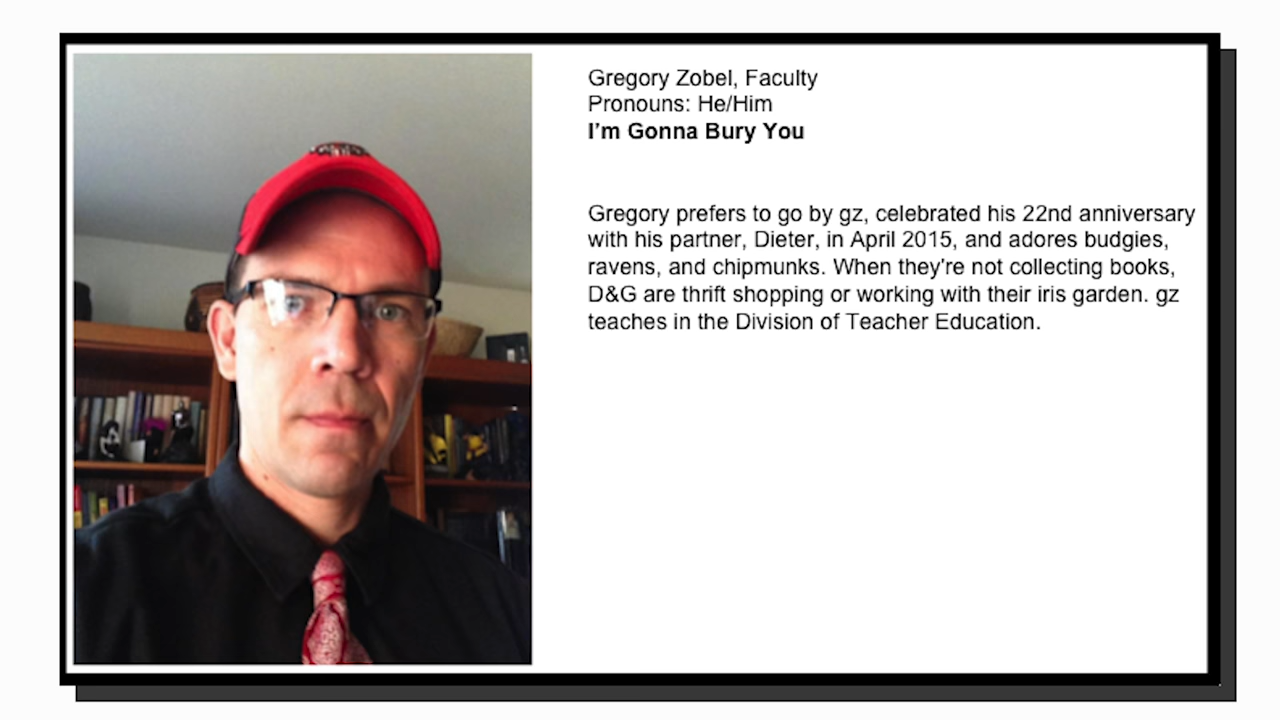 Gregory Zobel, Faculty
Pronouns: He/Him
I'm Gonna Bury You
Gregory prefers to go by gz, celebrated his 22nd anniversary
with his partner, Dieter, in April 2015, and adores budgies,
ravens, and chipmunks. When they're not collecting books,
D&G are thrift shopping or working with their iris garden. gz
teaches in the Division of Teacher Education.